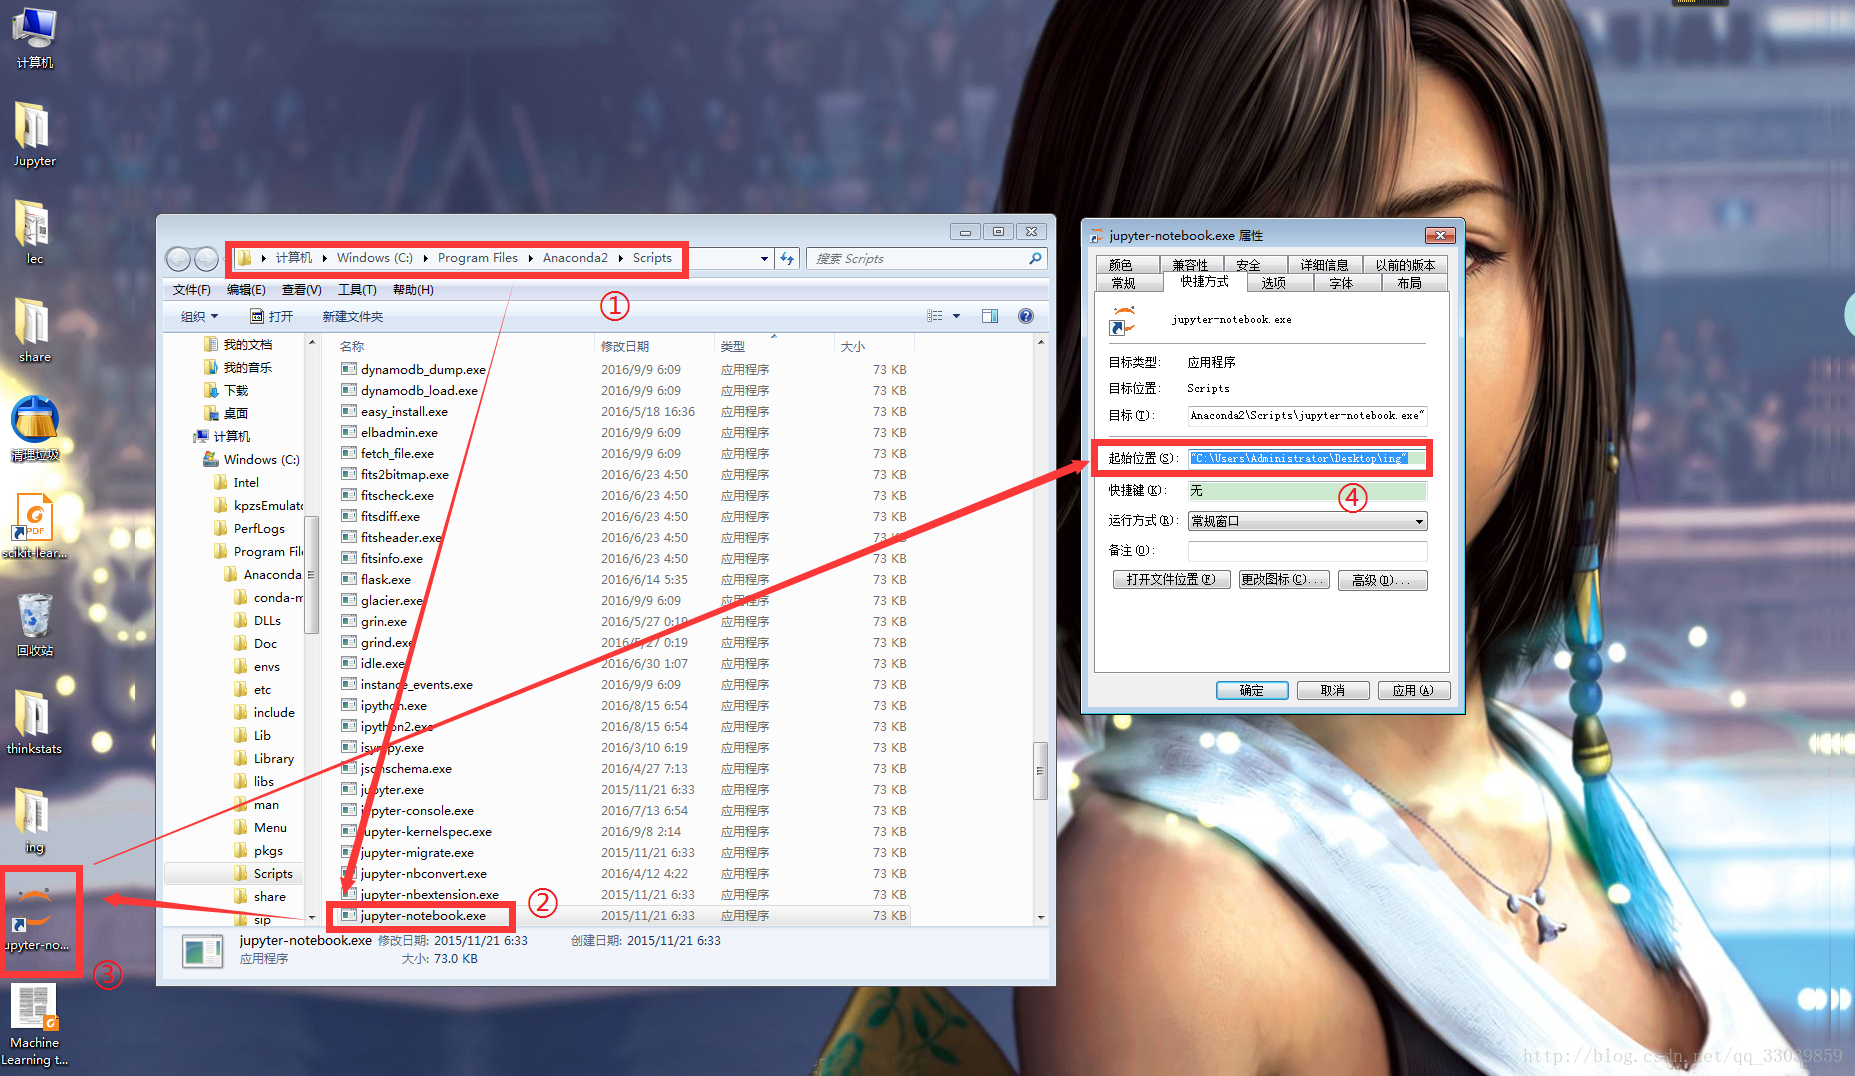 计算机
Jupyter
lec
share
清理垃圾
PDF
scikit-lear...
回收站
thinkstats
ing
upyter-no...
③
Machine
Learning t...
计算机 Windows (C:) Program Files Anaconda2 Scripts
搜索 Scripts
①
文件(F) 编辑(E) 查看(V) 工具(T) 帮助(H)
组织 打开 新建文件夹
我的文档
我的音乐
下载
桌面
计算机
Windows (C:)
Intel
kpzsEmulato
PerfLogs
Program File
Anaconda
conda-m
DLLs
Doc
envs
etc
include
Lib
Library
libs
man
Menu
pkgs
Scripts
share
sip
名称 修改日期 类型 大小
dynamodb_dump.exe 2016/9/9 6:09 应用程序 73 KB
dynamodb_load.exe 2016/9/9 6:09 应用程序 73 KB
easy_install.exe 2016/5/18 16:36 应用程序 73 KB
elbadmin.exe 2016/9/9 6:09 应用程序 73 KB
fetch_file.exe 2016/9/9 6:09 应用程序 73 KB
fits2bitmap.exe 2016/6/23 4:50 应用程序 73 KB
fitscheck.exe 2016/6/23 4:50 应用程序 73 KB
fitsdiff.exe 2016/6/23 4:50 应用程序 73 KB
fitsheader.exe 2016/6/23 4:50 应用程序 73 KB
fitsinfo.exe 2016/6/23 4:50 应用程序 73 KB
flask.exe 2016/6/14 5:35 应用程序 73 KB
glacier.exe 2016/9/9 6:09 应用程序 73 KB
grin.exe 2016/5/27 0:19 应用程序 73 KB
grind.exe 2016/5/27 0:19 应用程序 73 KB
idle.exe 2016/6/30 1:07 应用程序 73 KB
instance_events.exe 2016/9/9 6:09 应用程序 73 KB
ipython.exe 2016/8/15 6:54 应用程序 73 KB
ipython2.exe 2016/8/15 6:54 应用程序 73 KB
isympy.exe 2016/3/10 6:19 应用程序 73 KB
jsonschema.exe 2016/4/27 7:13 应用程序 73 KB
jupyter.exe 2015/11/21 6:33 应用程序 73 KB
jupyter-console.exe 2016/7/13 6:54 应用程序 73 KB
jupyter-kernelspec.exe 2016/9/8 2:14 应用程序 73 KB
jupyter-migrate.exe 2015/11/21 6:33 应用程序 73 KB
jupyter-nbconvert.exe 2016/4/12 4:22 应用程序 73 KB
jupyter-nbextension.exe 2015/11/21 6:33 应用程序 73 KB
jupyter-notebook.exe 2015/11/21 6:33 应用程序 73 KB
②
jupyter-notebook.exe 修改日期: 2015/11/21 6:33 创建日期: 2015/11/21 6:33
应用程序 大小: 73.0 KB
jupyter-notebook.exe 属性
颜色 兼容性 安全 详细信息 以前的版本
常规 快捷方式 选项 字体 布局
jupyter-notebook.exe
目标类型: 应用程序
目标位置: Scripts
目标(T): Anaconda2\Scripts\jupyter-notebook.exe"
起始位置(S): "C:\Users\Administrator\Desktop\ing"
快捷键(K): 无
④
运行方式(R): 常规窗口
备注(O):
打开文件位置(F) 更改图标(C)... 高级(D)...
确定 取消 应用(A)
http://blog.csdn.net/qq_33039859